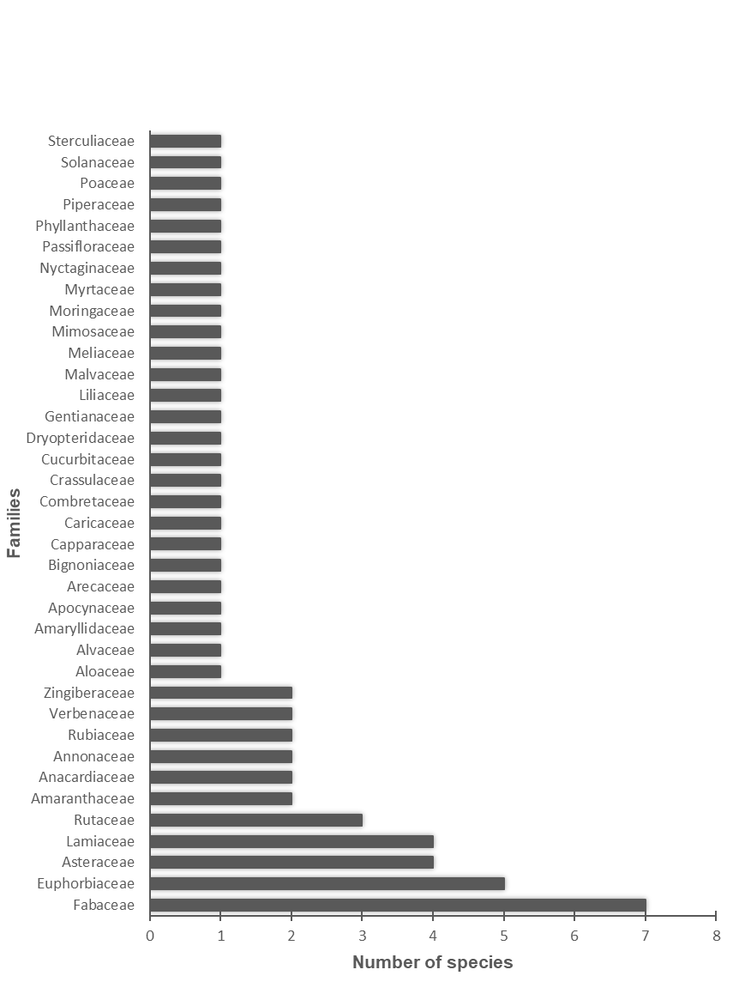 Sterculiaceae
Solanaceae
Poaceae
Piperaceae
Phyllanthaceae
Passifloraceae
Nyctaginaceae
Myrtaceae
Moringaceae
Mimosaceae
Meliaceae
Malvaceae
Liliaceae
Gentianaceae
Dryopteridaceae
Cucurbitaceae
Crassulaceae
Combretaceae
Caricaceae
Capparaceae
Bignoniaceae
Arecaceae
Apocynaceae
Amaryllidaceae
Alvaceae
Aloaceae
Zingiberaceae
Verbenaceae
Rubiaceae
Annonaceae
Anacardiaceae
Amaranthaceae
Rutaceae
Lamiaceae
Asteraceae
Euphorbiaceae
Fabaceae
Families
0 1 2 3 4 5 6 7 8
Number of species